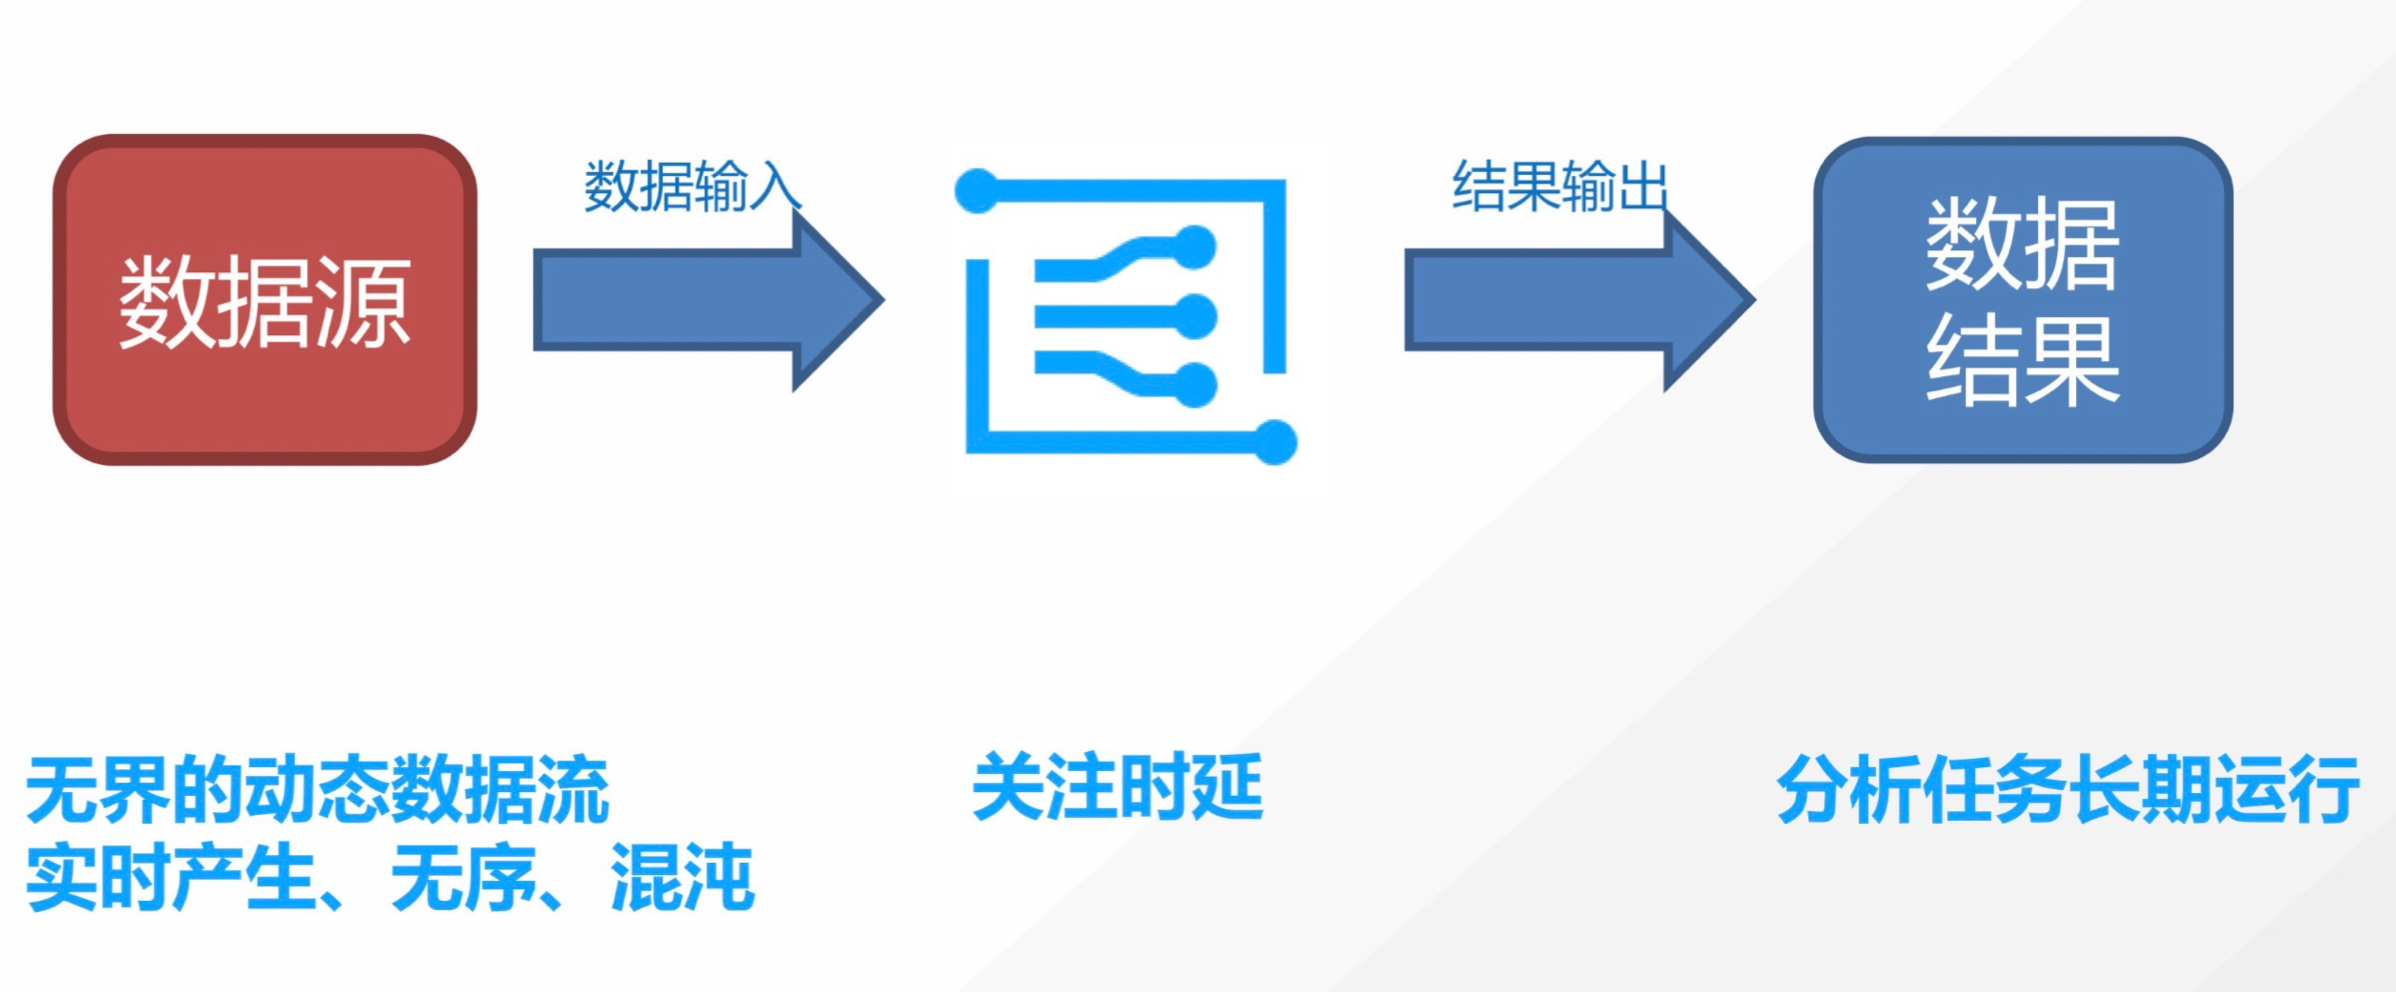 数据源
数据输入
结果输出
数据
结果
无界的动态数据流
实时产生、无序、混沌
关注时延
分析任务长期运行